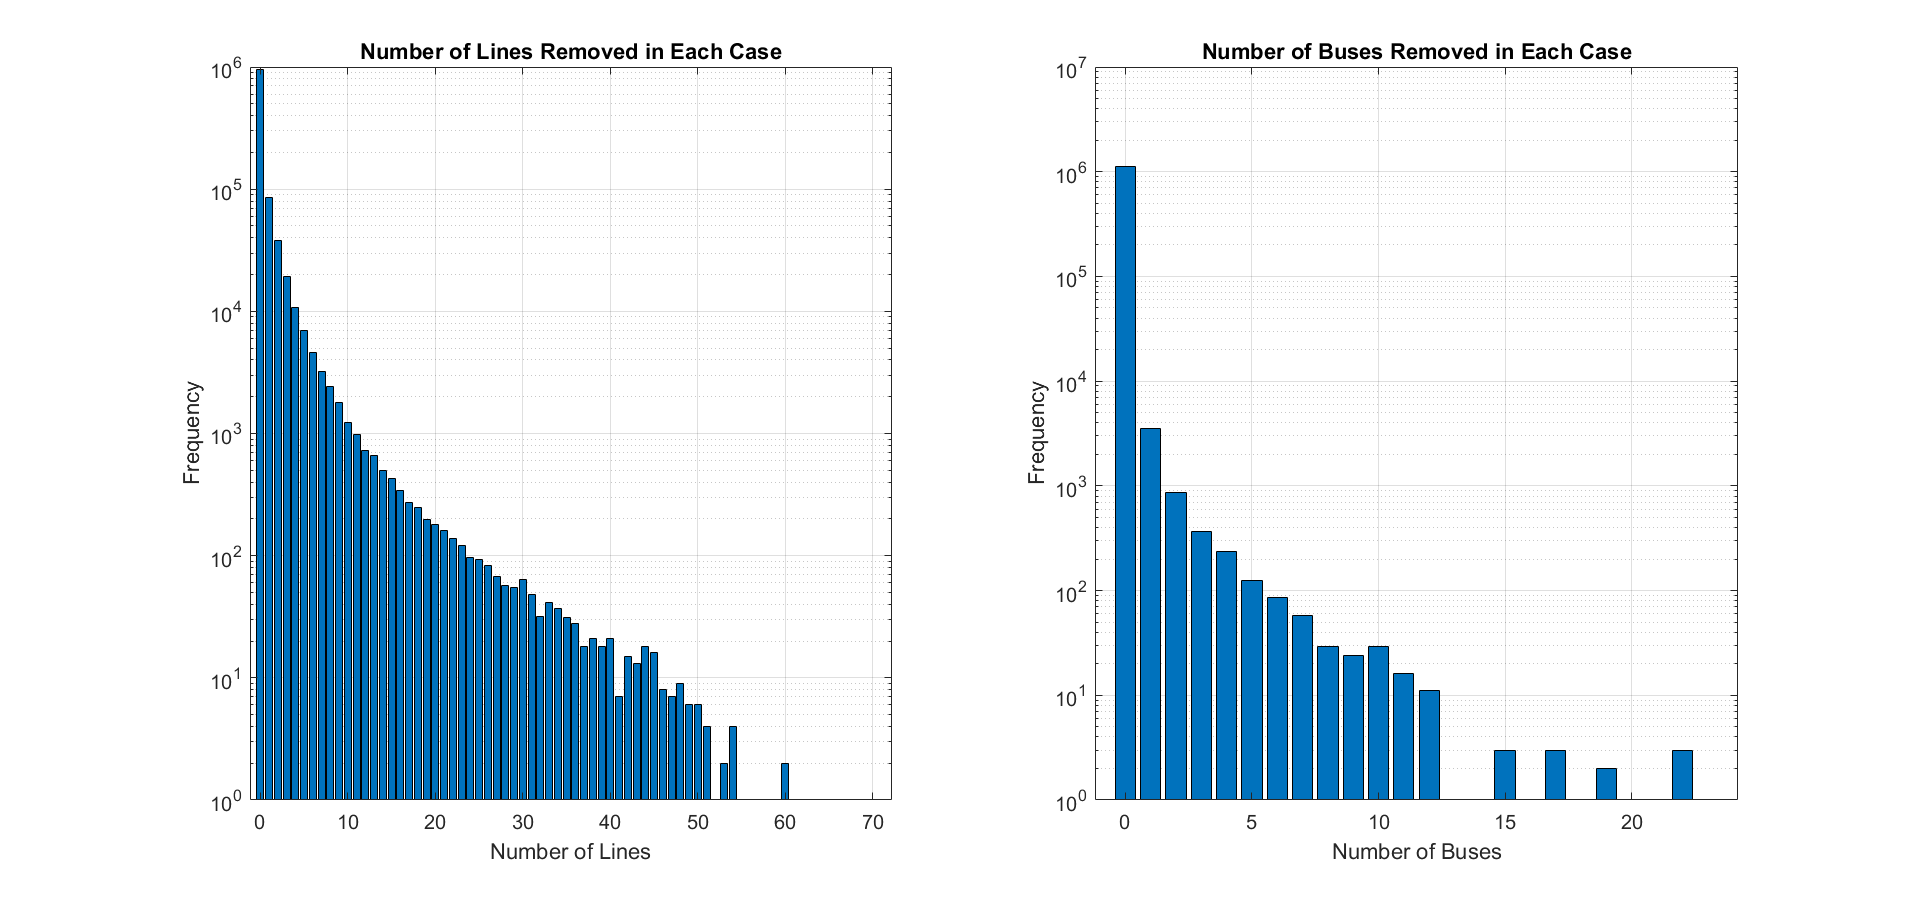 Number of Lines Removed in Each Case
10^6
10^5
10^4
10^3
10^2
10^1
10^0
Frequency
0 10 20 30 40 50 60 70
Number of Lines
Number of Buses Removed in Each Case
10^7
10^6
10^5
10^4
10^3
10^2
10^1
10^0
Frequency
0 5 10 15 20
Number of Buses